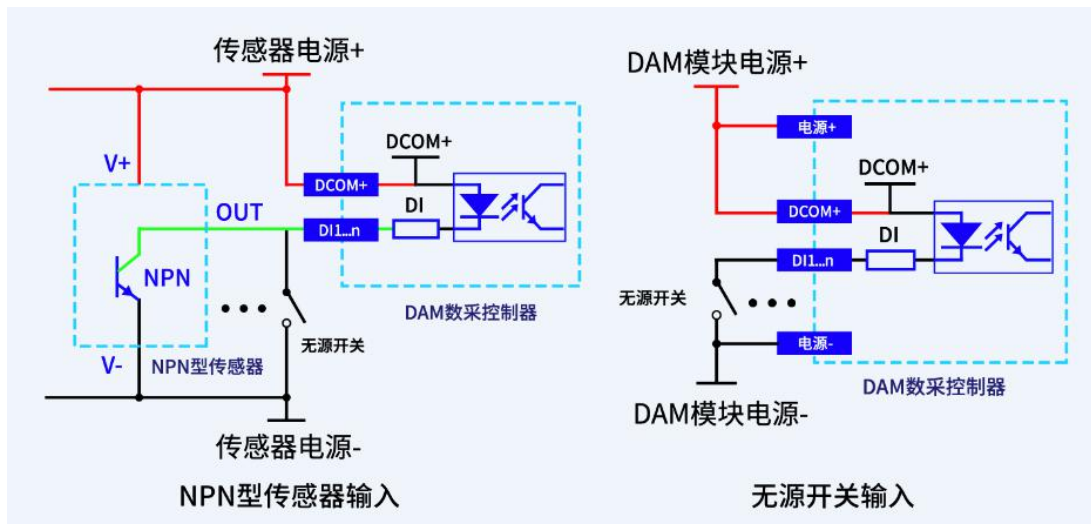 传感器电源+
DCOM+
V+
DCOM+
OUT
DI
DI1...n
NPN
无源开关
DAM数采控制器
V-
NPN型传感器
传感器电源-
NPN型传感器输入
DAM模块电源+
电源+
DCOM+
DCOM+
DI
DI1...n
无源开关
电源-
DAM数采控制器
DAM模块电源-
无源开关输入